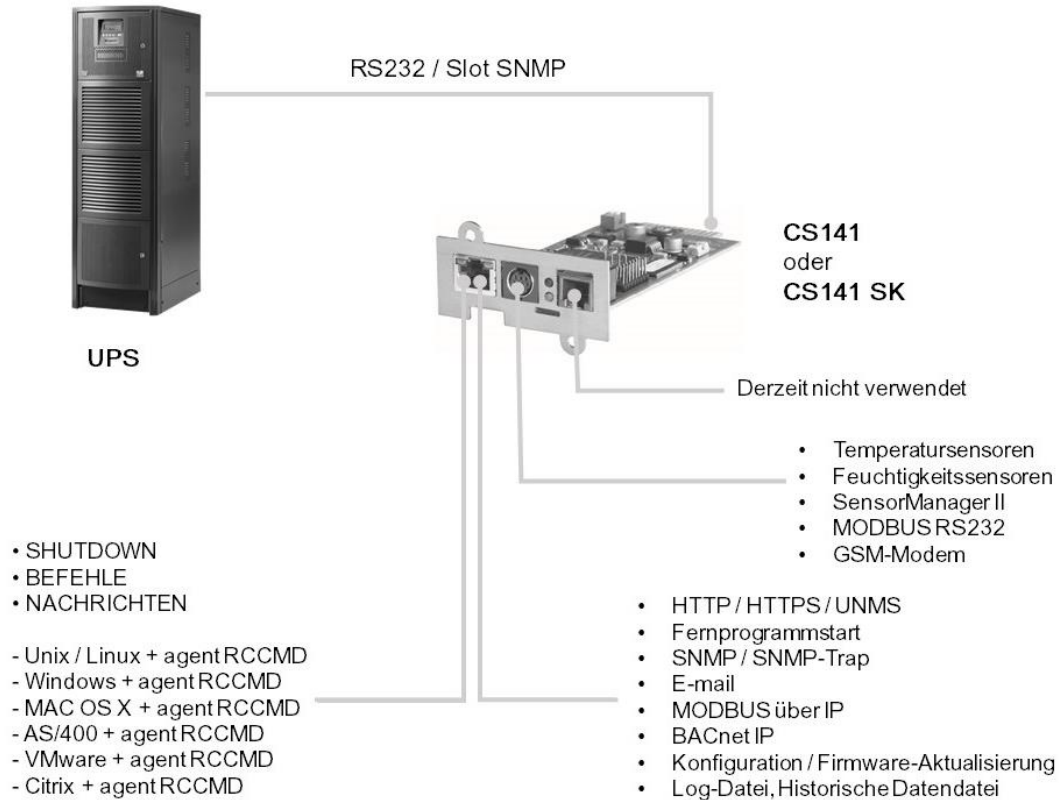 RS232 / Slot SNMP
UPS
CS141
oder
CS141 SK
Derzeit nicht verwendet
• Temperatursensoren
• Feuchtigkeitssensoren
• SensorManager II
• MODBUS RS232
• GSM-Modem
• SHUTDOWN
• BEFEHLE
• NACHRICHTEN
- Unix / Linux + agent RCCMD
- Windows + agent RCCMD
- MAC OS X + agent RCCMD
- AS/400 + agent RCCMD
- VMware + agent RCCMD
- Citrix + agent RCCMD
• HTTP / HTTPS / UNMS
• Fernprogrammstart
• SNMP / SNMP-Trap
• E-mail
• MODBUS über IP
• BACnet IP
• Konfiguration / Firmware-Aktualisierung
• Log-Datei, Historische Datendatei